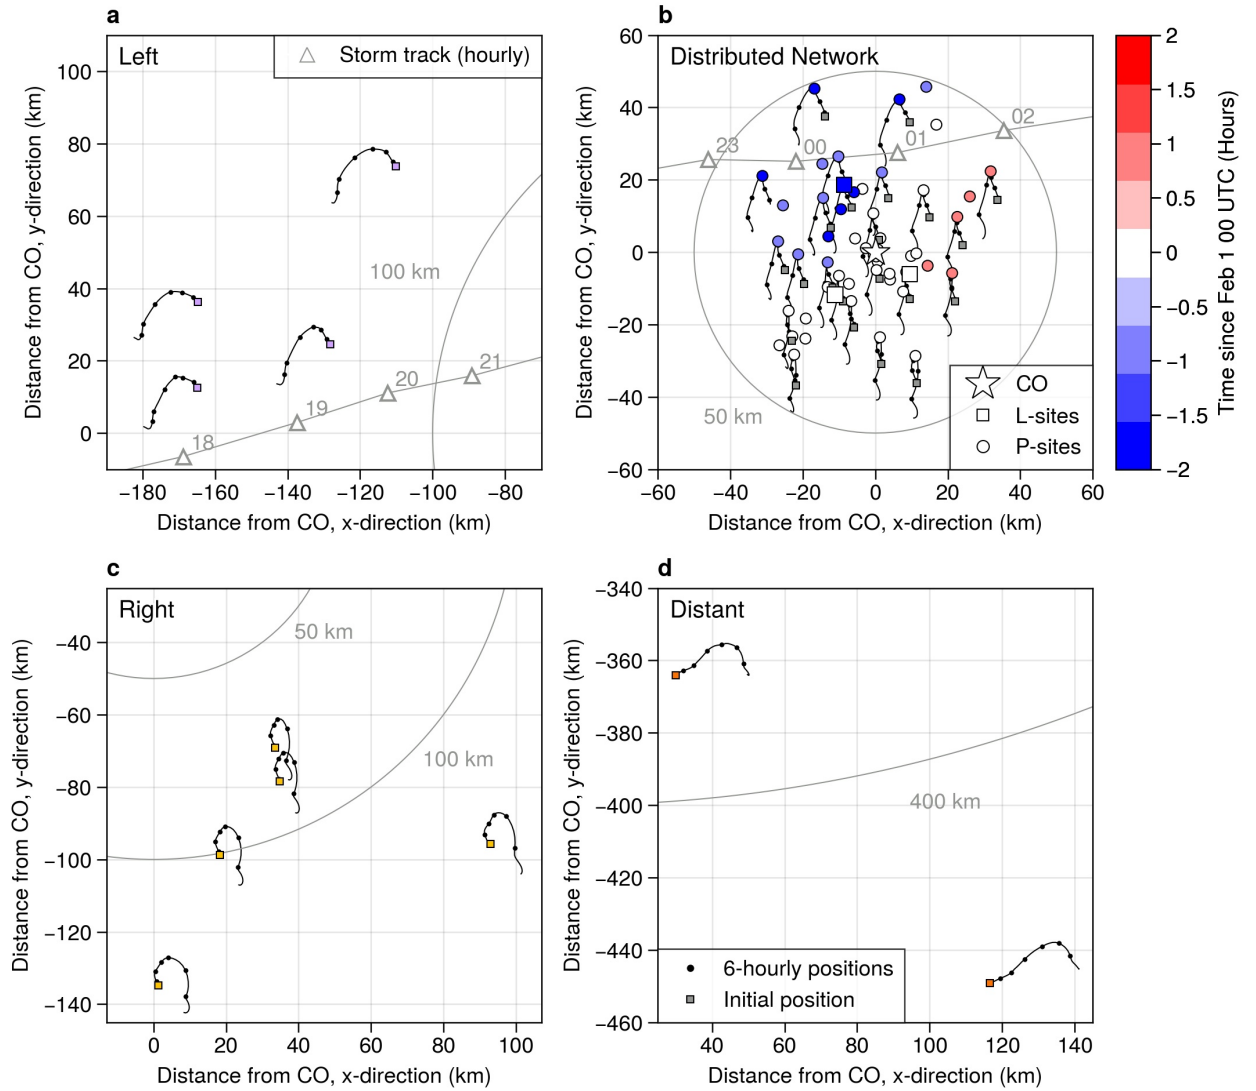 a
Left
Storm track (hourly)
100
80
60
40
20
0
100 km
18
19
20
21
−180
−160
−140
−120
−100
−80
Distance from CO, x-direction (km)
Distance from CO, y-direction (km)
b
Distributed Network
60
40
20
0
−20
−40
−60
23
00
01
02
50 km
CO
L-sites
P-sites
−60
−40
−20
0
20
40
60
Distance from CO, x-direction (km)
Distance from CO, y-direction (km)
2
1.5
1
0.5
0
−0.5
−1
−1.5
−2
Time since Feb 1 00 UTC (Hours)
c
Right
−40
−60
−80
−100
−120
−140
50 km
100 km
0
20
40
60
80
100
Distance from CO, x-direction (km)
Distance from CO, y-direction (km)
d
Distant
−340
−360
−380
−400
−420
−440
−460
400 km
6-hourly positions
Initial position
40
60
80
100
120
140
Distance from CO, x-direction (km)
Distance from CO, y-direction (km)